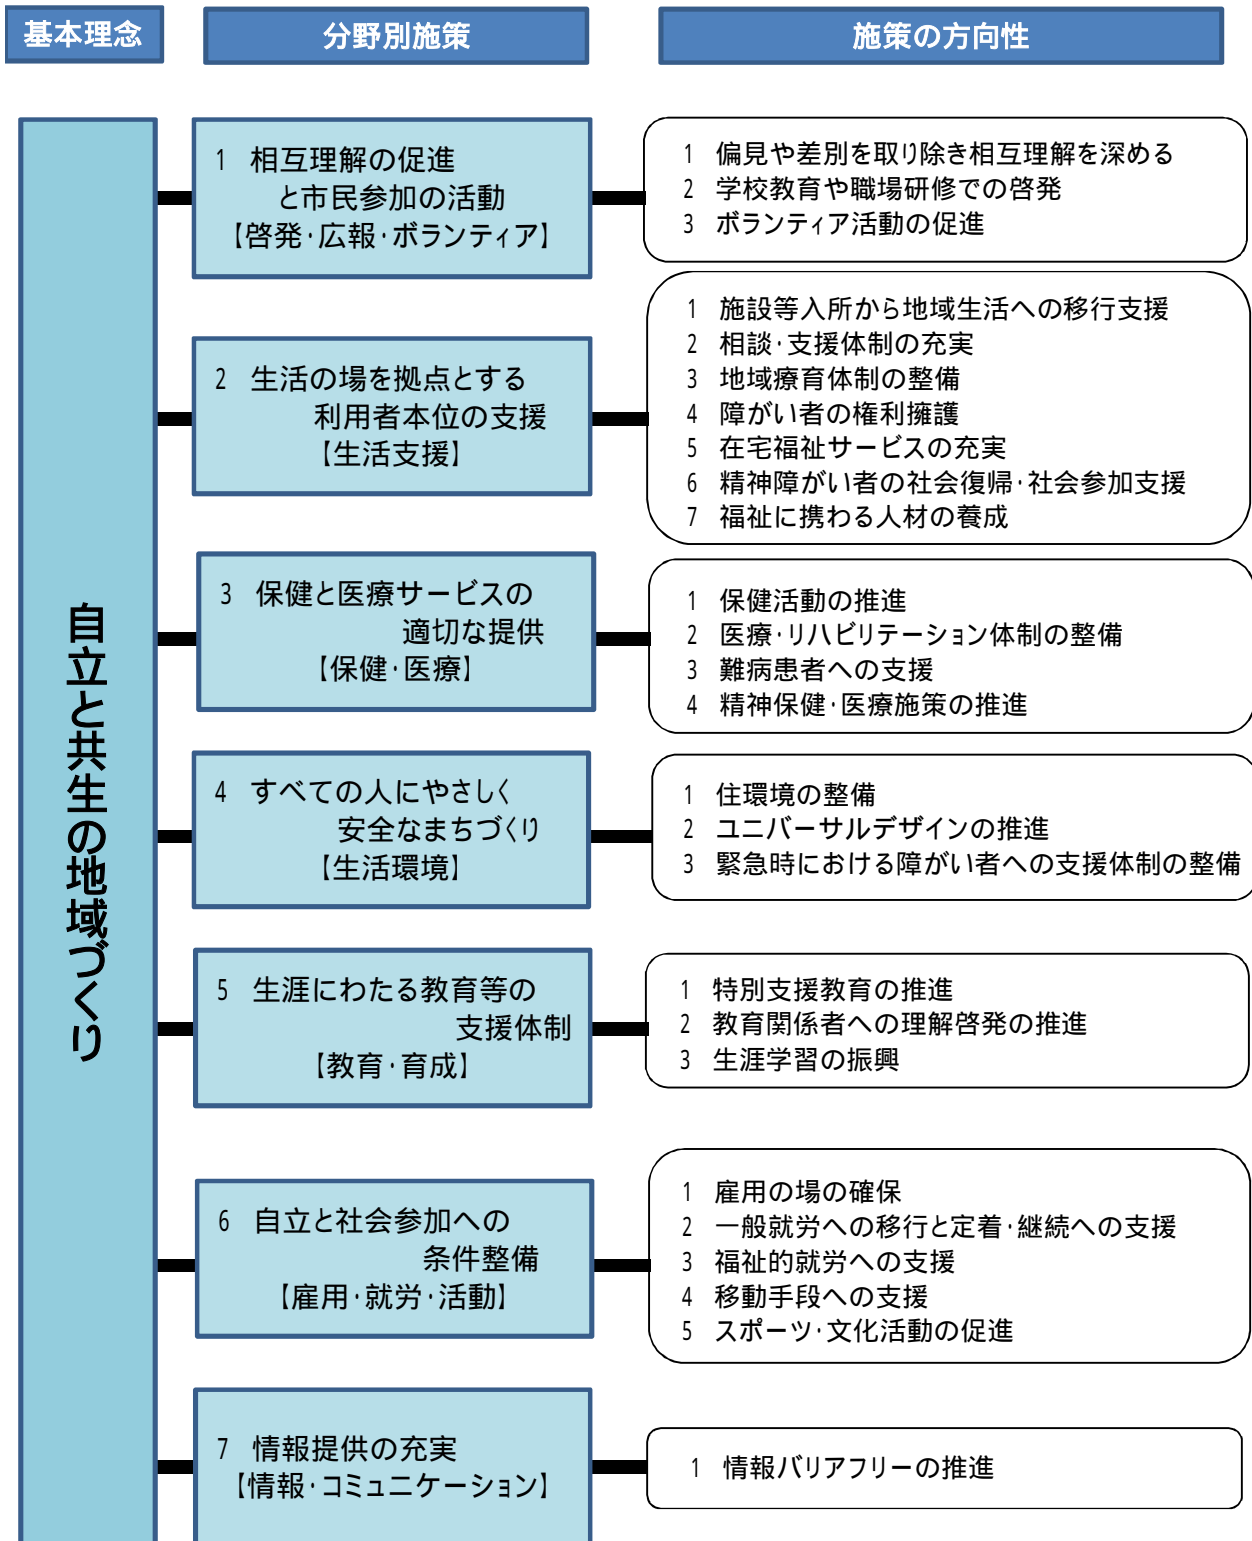 基本理念
分野別施策
施策の方向性
自立と共生の地域づくり
1 相互理解の促進
と市民参加の活動
【啓発・広報・ボランティア】
1 偏見や差別を取り除き相互理解を深める
2 学校教育や職場研修での啓発
3 ボランティア活動の促進
2 生活の場を拠点とする
利用者本位の支援
【生活支援】
1 施設等入所から地域生活への移行支援
2 相談・支援体制の充実
3 地域療育体制の整備
4 障がい者の権利擁護
5 在宅福祉サービスの充実
6 精神障がい者の社会復帰・社会参加支援
7 福祉に携わる人材の養成
3 保健と医療サービスの
適切な提供
【保健・医療】
1 保健活動の推進
2 医療・リハビリテーション体制の整備
3 難病患者への支援
4 精神保健・医療施策の推進
4 すべての人にやさしく
安全なまちづくり
【生活環境】
1 住環境の整備
2 ユニバーサルデザインの推進
3 緊急時における障がい者への支援体制の整備
5 生涯にわたる教育等の
支援体制
【教育・育成】
1 特別支援教育の推進
2 教育関係者への理解啓発の推進
3 生涯学習の振興
6 自立と社会参加への
条件整備
【雇用・就労・活動】
1 雇用の場の確保
2 一般就労への移行と定着・継続への支援
3 福祉的就労への支援
4 移動手段への支援
5 スポーツ・文化活動の促進
7 情報提供の充実
【情報・コミュニケーション】
1 情報バリアフリーの推進